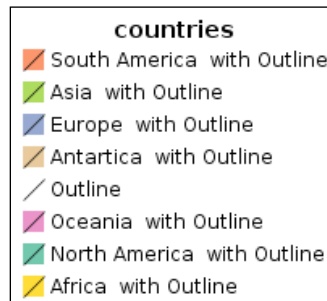 countries
South America  with Outline
Asia  with Outline
Europe  with Outline
Antartica  with Outline
Outline
Oceania  with Outline
North America  with Outline
Africa  with Outline